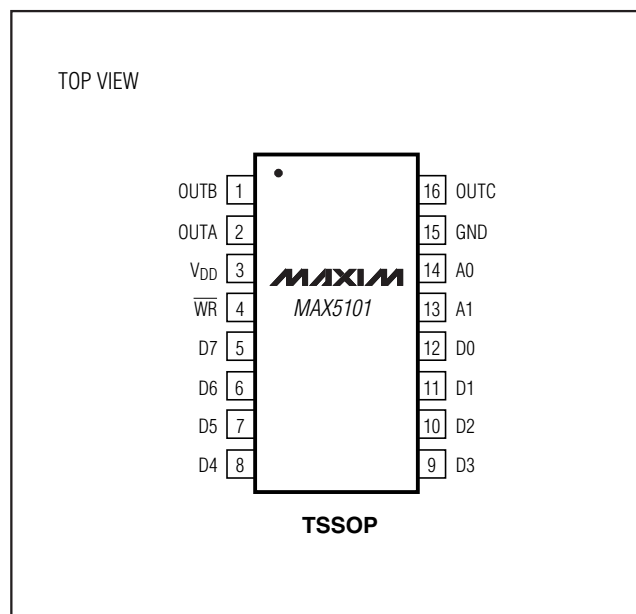 TOP VIEW
OUTB 1 16 OUTC
OUTA 2 15 GND
VDD 3 14 A0
MAXIM
W̅R̅ 4 13 A1
MAX5101
D7 5 12 D0
D6 6 11 D1
D5 7 10 D2
D4 8 9 D3
TSSOP